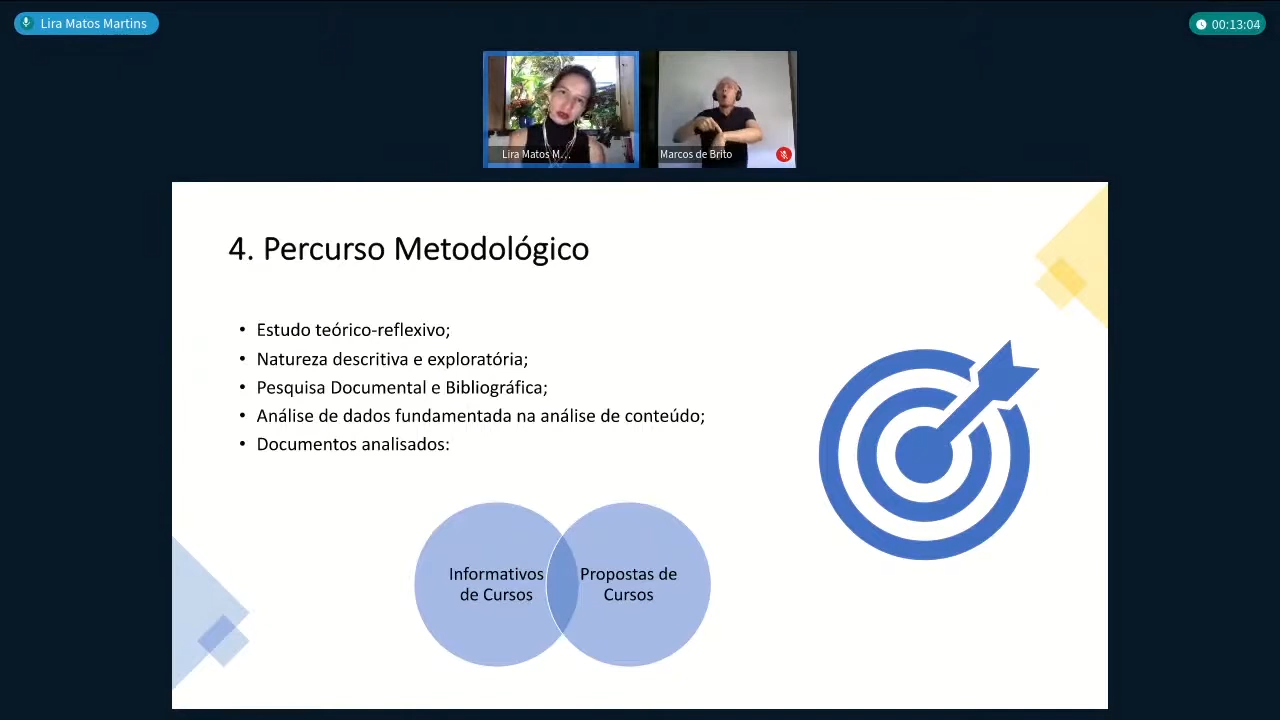 Lira Matos Martins
00:13:04
Lira Matos M...
Marcos de Brito
4. Percurso Metodológico
• Estudo teórico-reflexivo;
• Natureza descritiva e exploratória;
• Pesquisa Documental e Bibliográfica;
• Análise de dados fundamentada na análise de conteúdo;
• Documentos analisados:
Informativos
de Cursos
Propostas de
Cursos